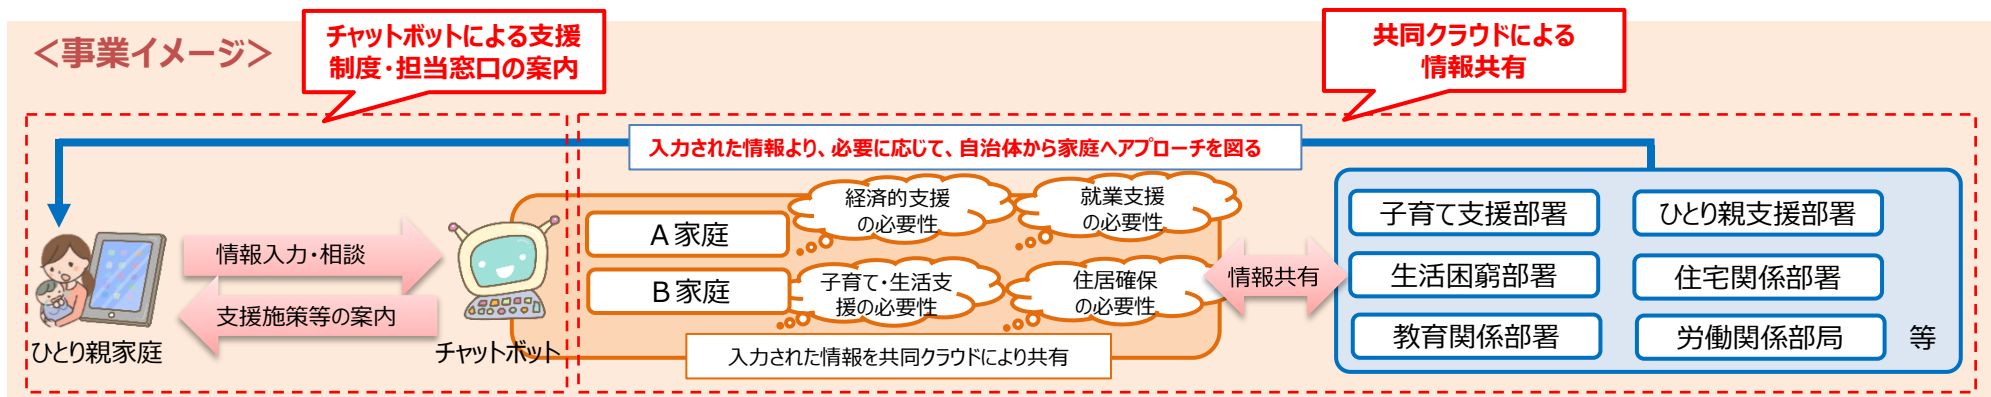 ＜事業イメージ＞
チャットボットによる支援
制度・担当窓口の案内
共同クラウドによる
情報共有
入力された情報より、必要に応じて、自治体から家庭へアプローチを図る
ひとり親家庭
情報入力・相談
支援施策等の案内
チャットボット
A家庭
B家庭
経済的支援
の必要性
就業支援
の必要性
子育て・生活支
援の必要性
住居確保
の必要性
入力された情報を共同クラウドにより共有
情報共有
子育て支援部署
ひとり親支援部署
生活困窮部署
住宅関係部署
教育関係部署
労働関係部局
等